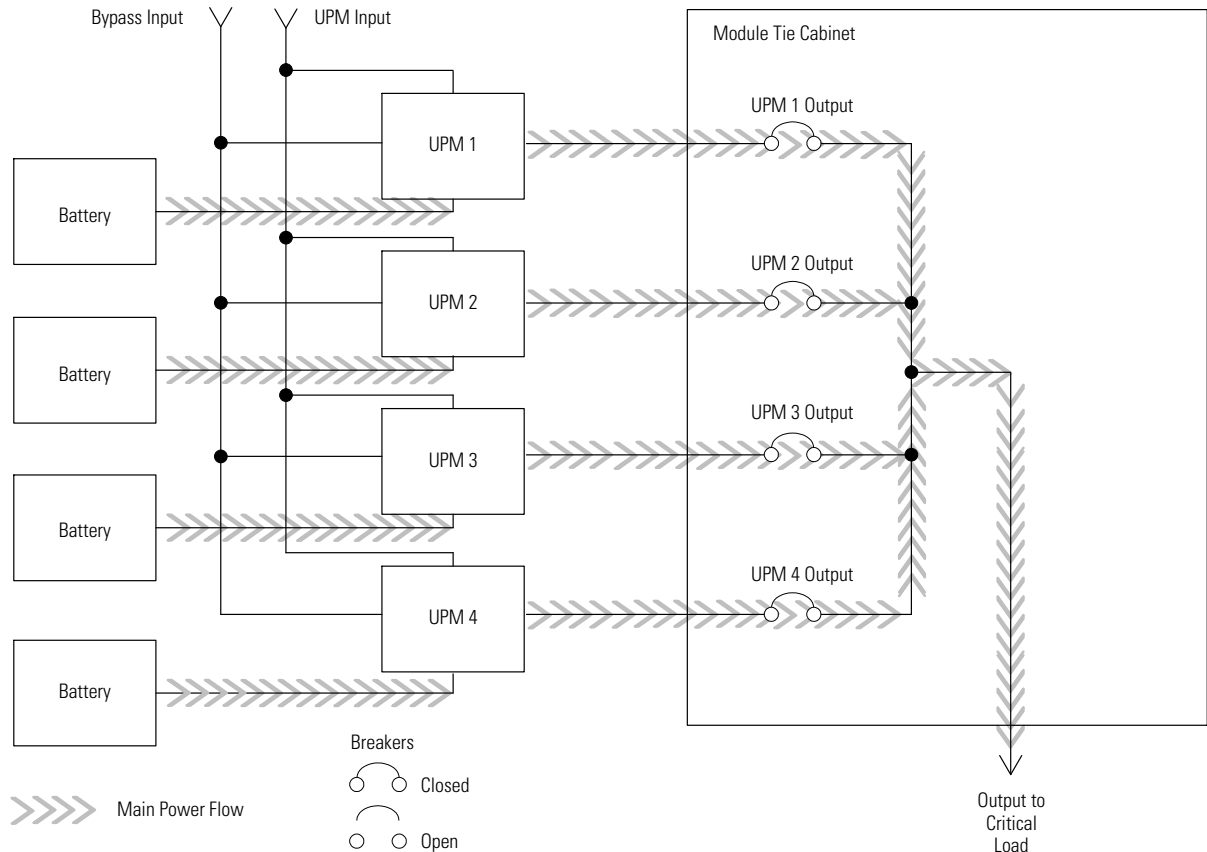 Bypass Input
UPM Input
Module Tie Cabinet
UPM 1 Output
UPM 1
Battery
UPM 2 Output
UPM 2
Battery
UPM 3 Output
UPM 3
Battery
UPM 4 Output
UPM 4
Battery
Breakers
Closed
Open
Main Power Flow
Output to
Critical
Load